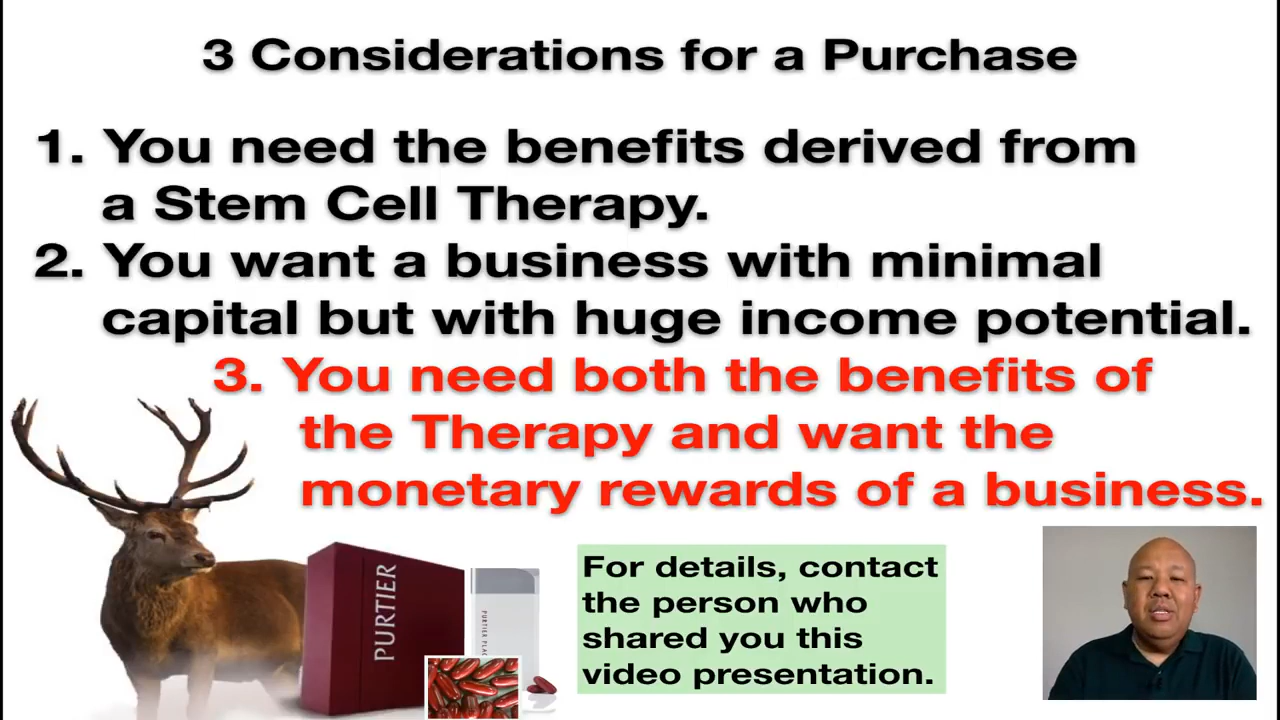 3 Considerations for a Purchase
1. You need the benefits derived from
a Stem Cell Therapy.
2. You want a business with minimal
capital but with huge income potential.
3. You need both the benefits of
the Therapy and want the
monetary rewards of a business.
For details, contact
the person who
shared you this
video presentation.
PURTIER
PURTIER